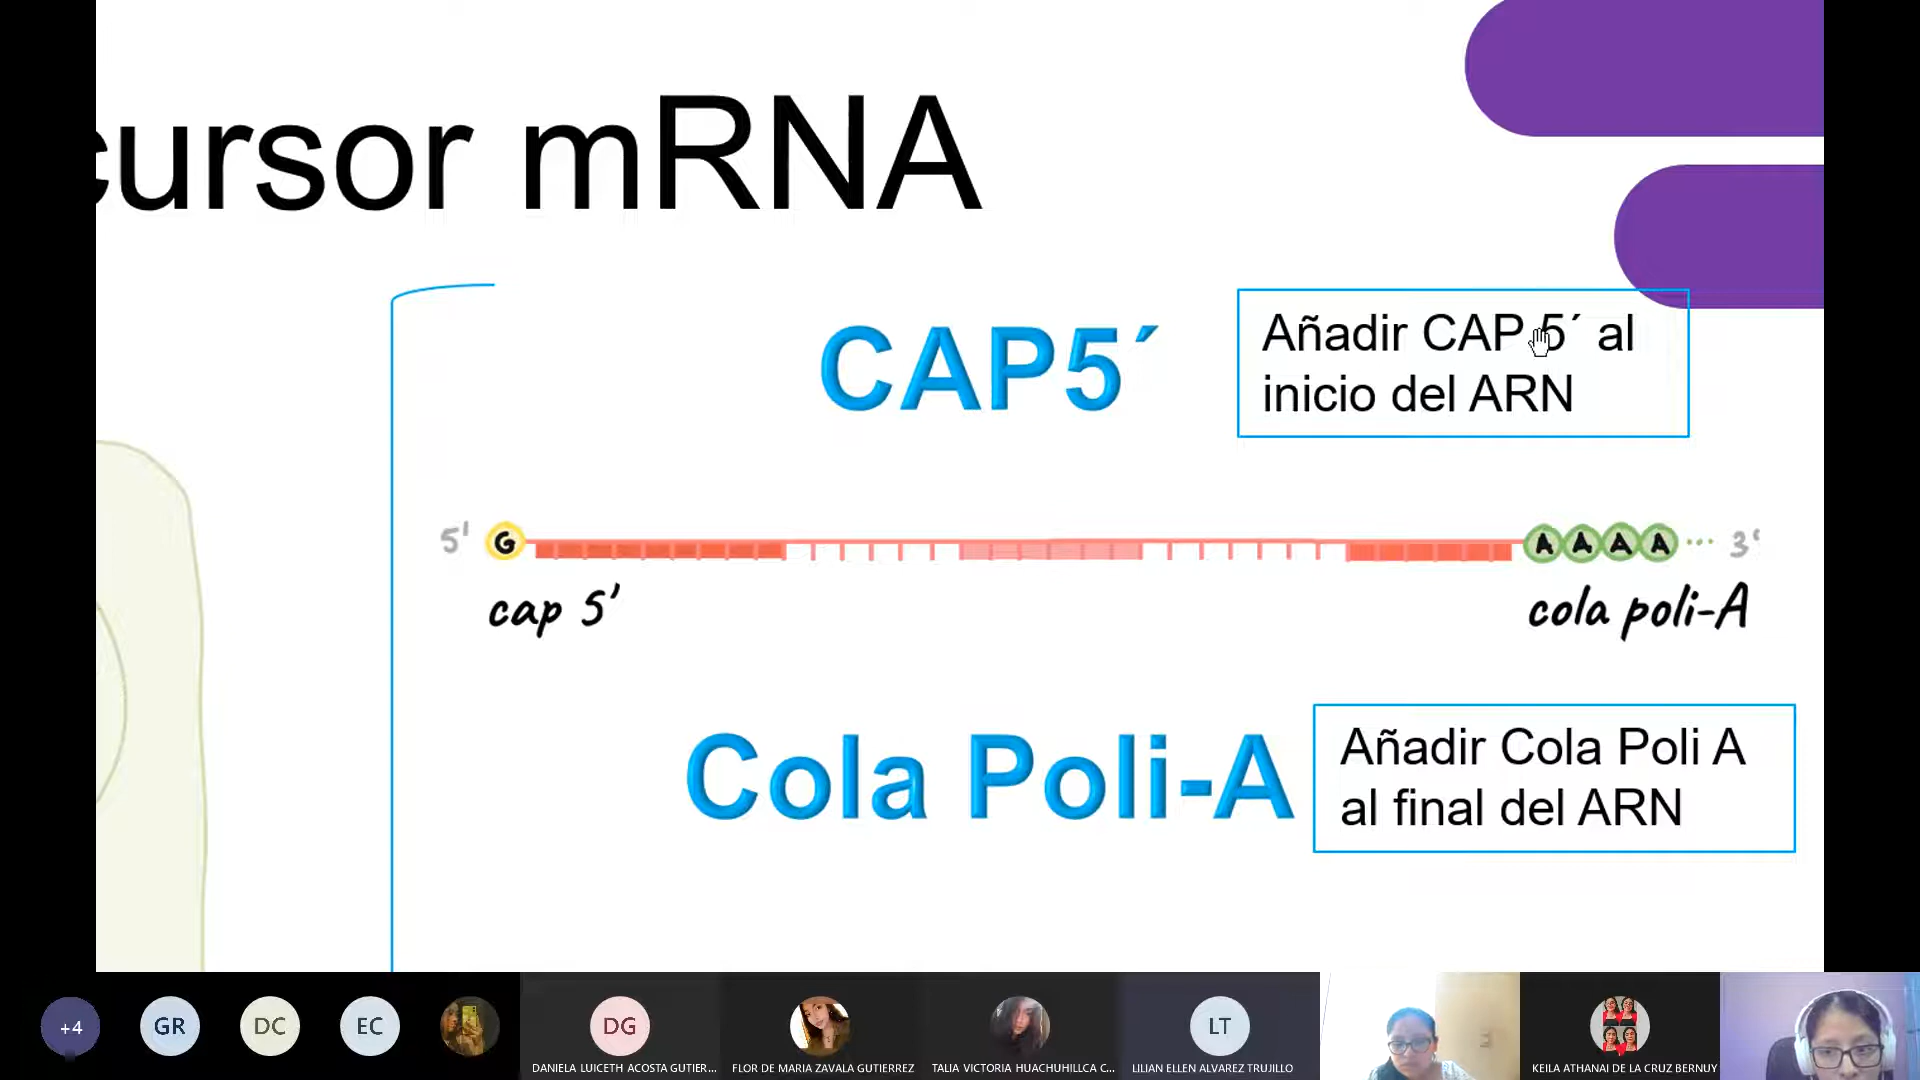 cursor mRNA
CAP5´
Añadir CAP 5´ al
inicio del ARN
5'
G
A A A A ... 3'
cap 5'
cola poli-A
Cola Poli-A
Añadir Cola Poli A
al final del ARN
+4
GR
DC
EC
DG
LT
DANIELA LUICETH ACOSTA GUTIER...
FLOR DE MARIA ZAVALA GUTIERREZ
TALIA VICTORIA HUACHUHILLCA C...
LILIAN ELLEN ALVAREZ TRUJILLO
KEILA ATHANAI DE LA CRUZ BERNUY